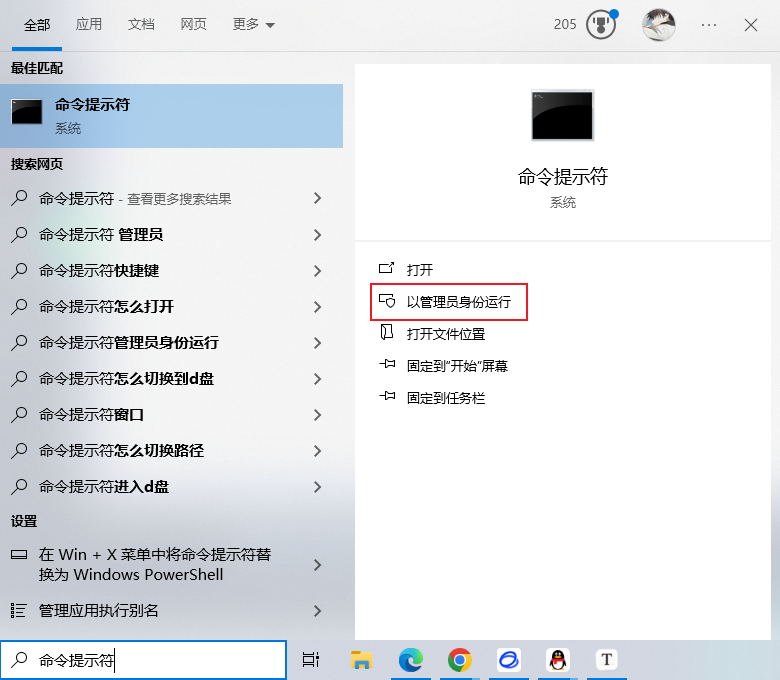 全部 应用 文档 网页 更多 205
最佳匹配
命令提示符
系统
搜索网页
命令提示符 - 查看更多搜索结果
命令提示符 管理员
命令提示符快捷键
命令提示符怎么打开
命令提示符管理员身份运行
命令提示符怎么切换到d盘
命令提示符窗口
命令提示符怎么切换路径
命令提示符进入d盘
设置
在 Win + X 菜单中将命令提示符替
换为 Windows PowerShell
管理应用执行别名
命令提示符
命令提示符
系统
打开
以管理员身份运行
打开文件位置
固定到"开始"屏幕
固定到任务栏
T